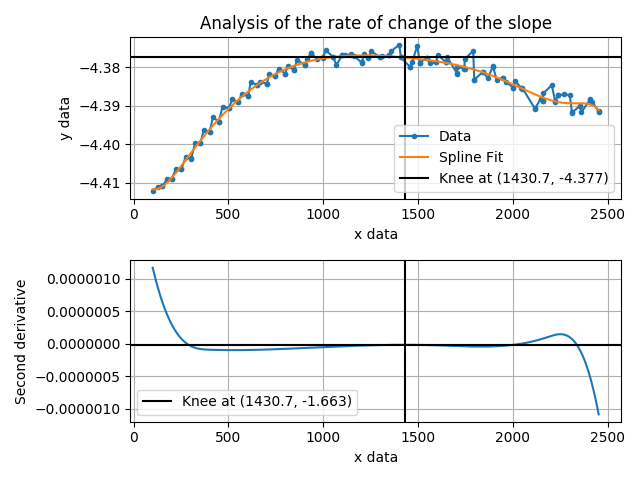 Analysis of the rate of change of the slope
−4.38
−4.39
−4.40
−4.41
y data
Data
Spline Fit
Knee at (1430.7, -4.377)
0 500 1000 1500 2000 2500
x data
0.0000010
0.0000005
0.0000000
−0.0000005
−0.0000010
Second derivative
Knee at (1430.7, -1.663)
0 500 1000 1500 2000 2500
x data